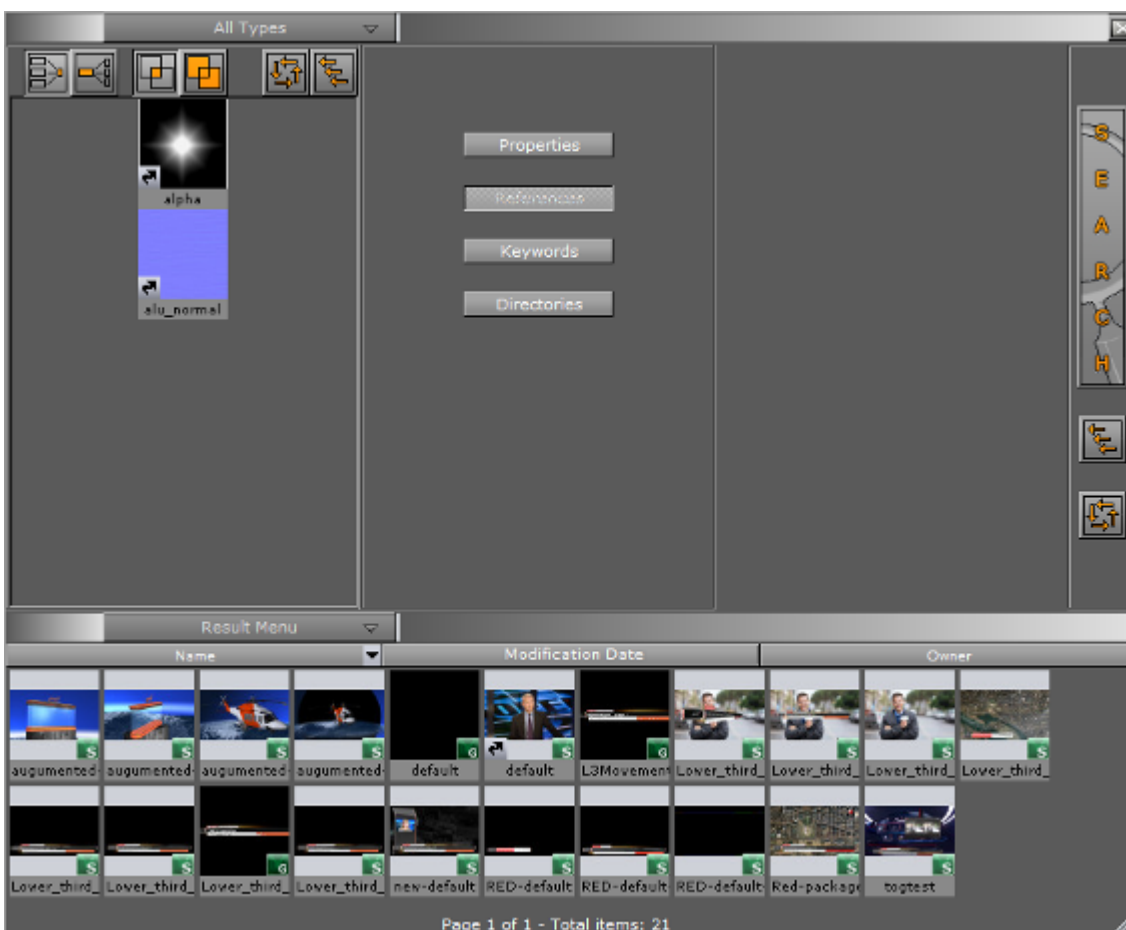 All Types
alpha
alu_normal
Properties
References
Keywords
Directories
S
E
A
R
C
H
Result Menu
Name Modification Date Owner
augumented- augumented- augumented- augumented- default default L3Movement Lower_third_ Lower_third_ Lower_third_ Lower_third_
S S S S G S G S S S S
Lower_third_ Lower_third_ Lower_third_ Lower_third_ new-default RED-default RED-default RED-default- Red-package togtest
S S G S S S S S S S
Page 1 of 1 - Total items: 21